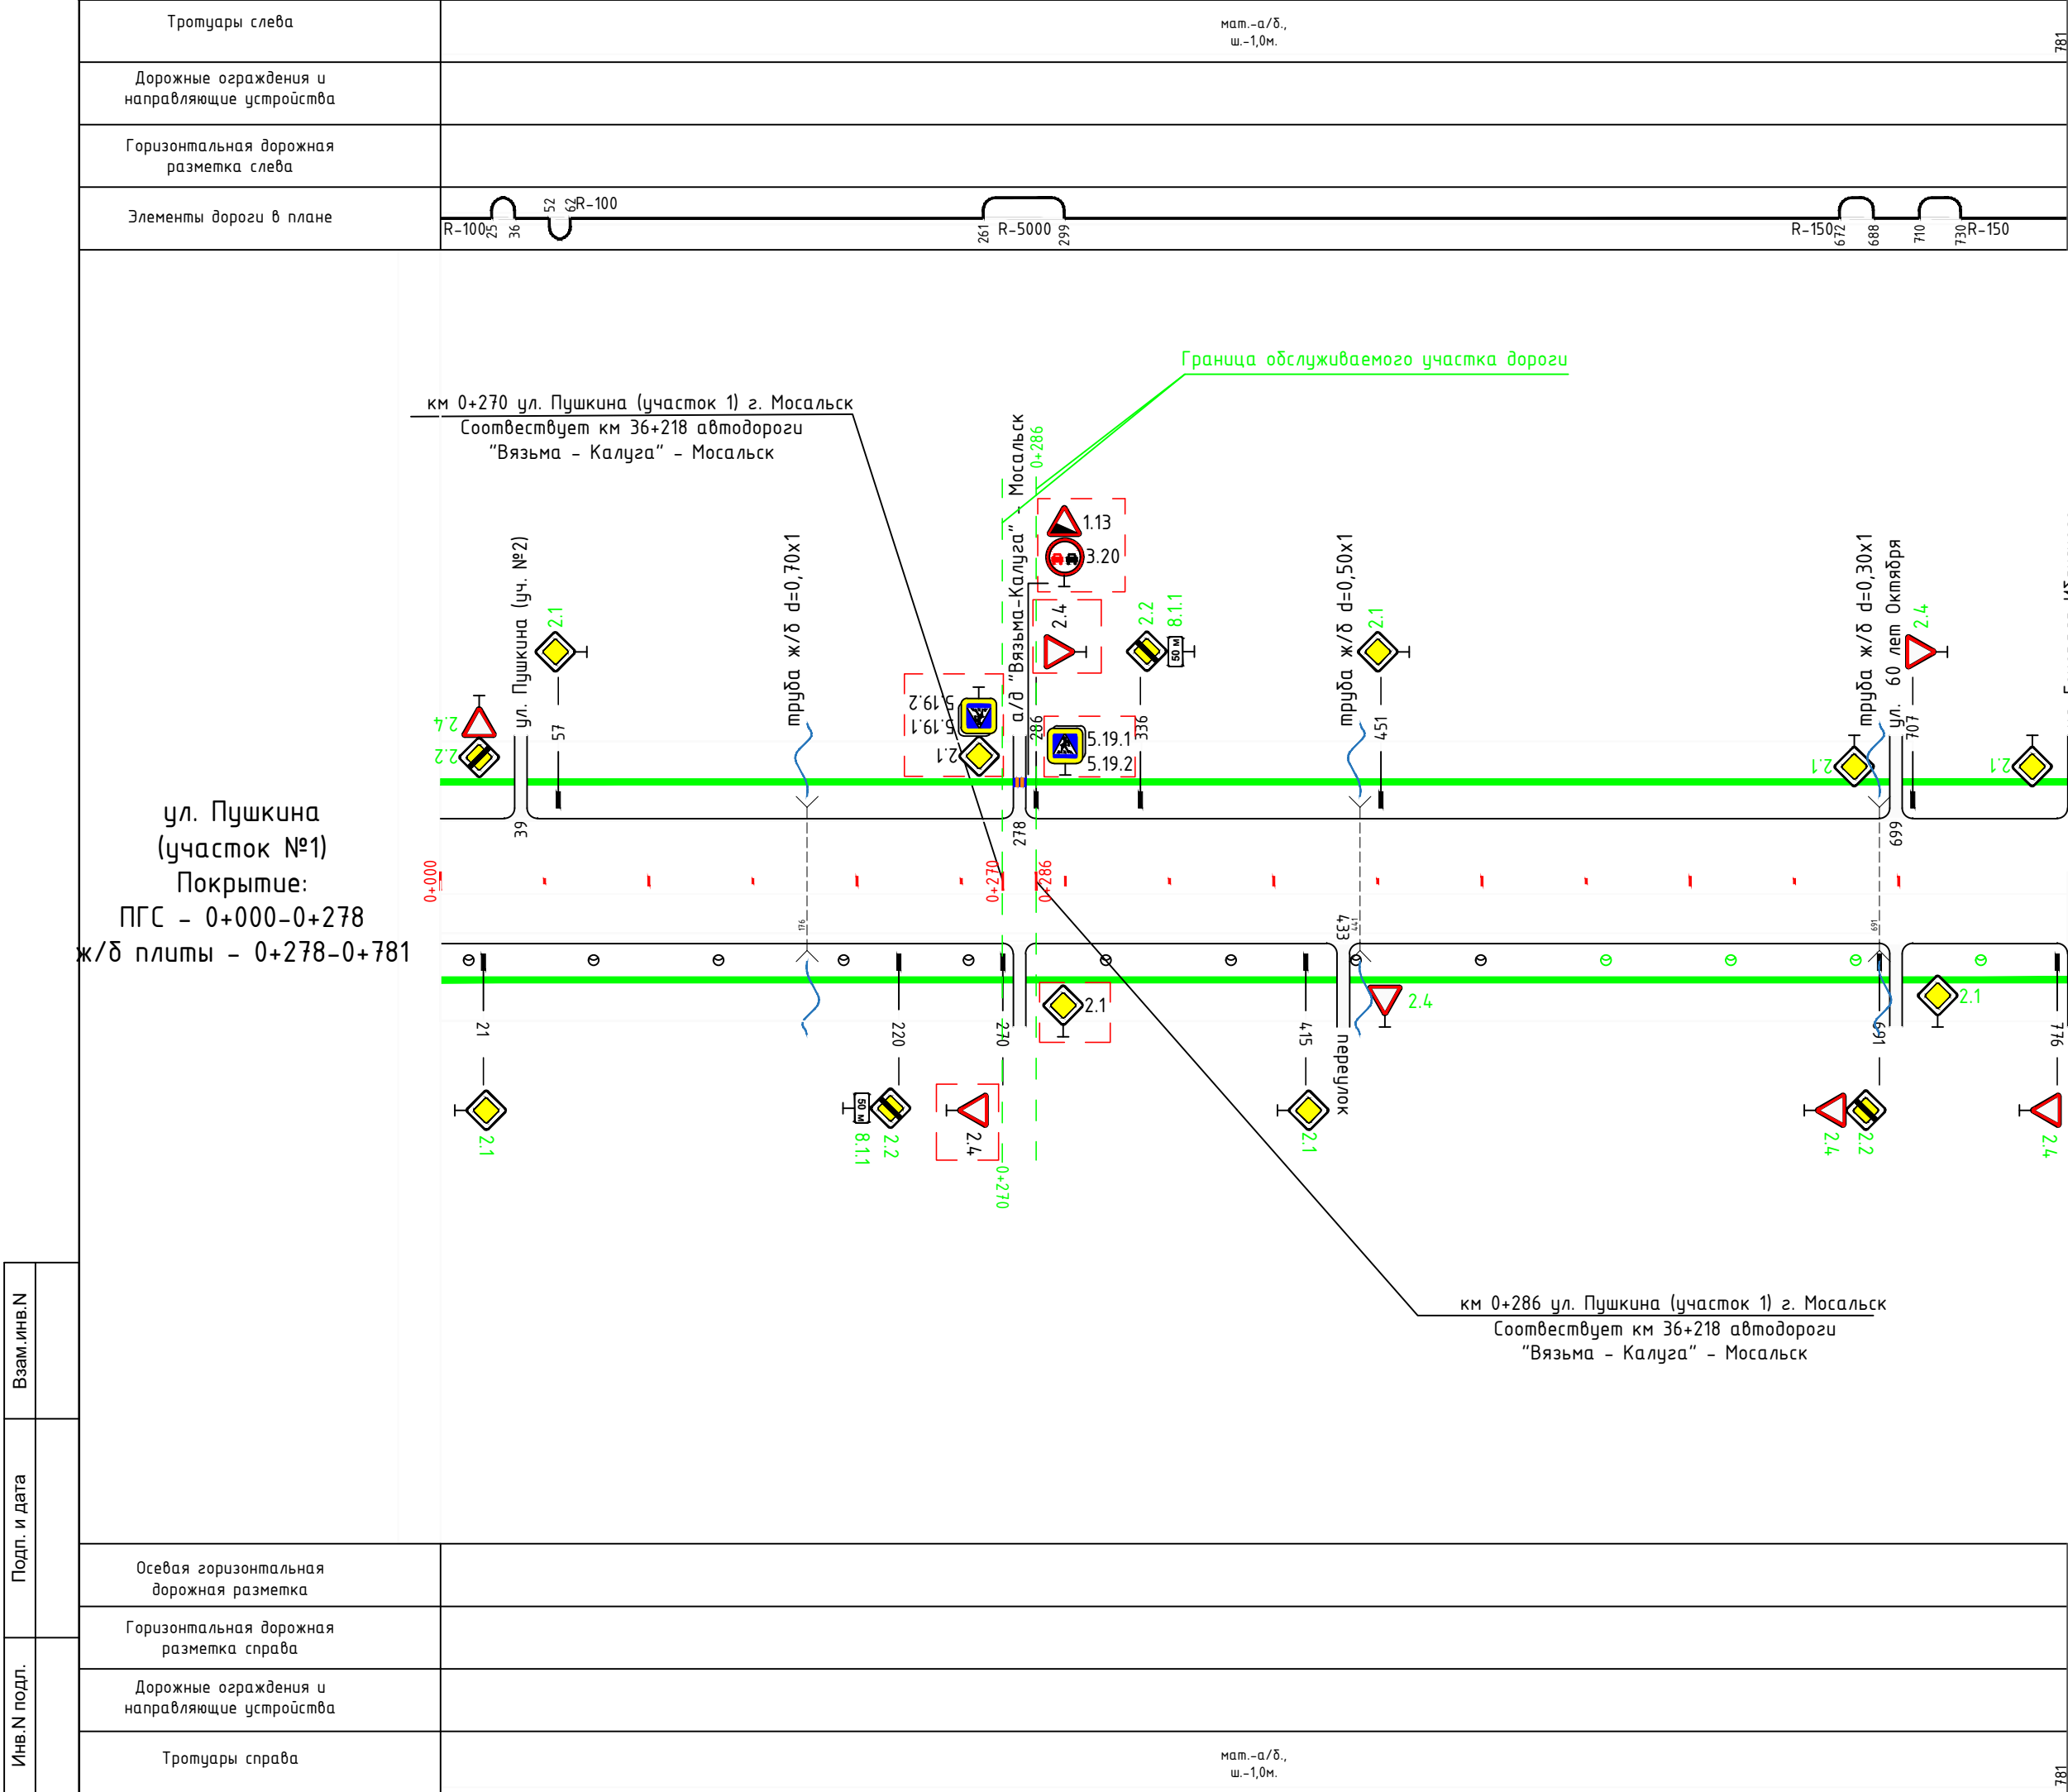 Тротуары слева
мат.-а/б.,
ш.-1,0м.
781
Дорожные ограждения и
направляющие устройства
Горизонтальная дорожная
разметка слева
Элементы дороги в плане
R-100
25
36
52
62
R-100
261
R-5000
299
R-150
672
688
710
730
R-150
Граница обслуживаемого участка дороги
км 0+270 ул. Пушкина (участок 1) г. Мосальск
Соотвествует км 36+218 автодороги
"Вязьма - Калуга" - Мосальск
ул. Пушкина (уч. №2)
труба ж/б d=0,70x1
а/д "Вязьма-Калуга" - Мосальск
0+286
1.13
3.20
2.4
2.2
8.1.1
50 м
труба ж/б d=0,50x1
2.1
труба ж/б d=0,30x1
ул. 60 лет Октября
2.4
2.1
2.4
2.2
57
5.19.2
5.19.1
2.1
286
5.19.1
5.19.2
336
451
707
2.1
2.1
39
278
699
ул. Пушкина
(участок №1)
Покрытие:
ПГС - 0+000-0+278
ж/б плиты - 0+278-0+781
0+000
0+270
0+286
176
433
441
691
21
220
270
2.1
415
2.4
переулок
691
2.1
776
2.1
50 м
8.1.1
2.2
2.4
0+270
2.1
2.4
2.2
2.4
км 0+286 ул. Пушкина (участок 1) г. Мосальск
Соотвествует км 36+218 автодороги
"Вязьма - Калуга" - Мосальск
Взам.инв.N
Подп. и дата
Инв.N подл.
Осевая горизонтальная
дорожная разметка
Горизонтальная дорожная
разметка справа
Дорожные ограждения и
направляющие устройства
Тротуары справа
мат.-а/б.,
ш.-1,0м.
781